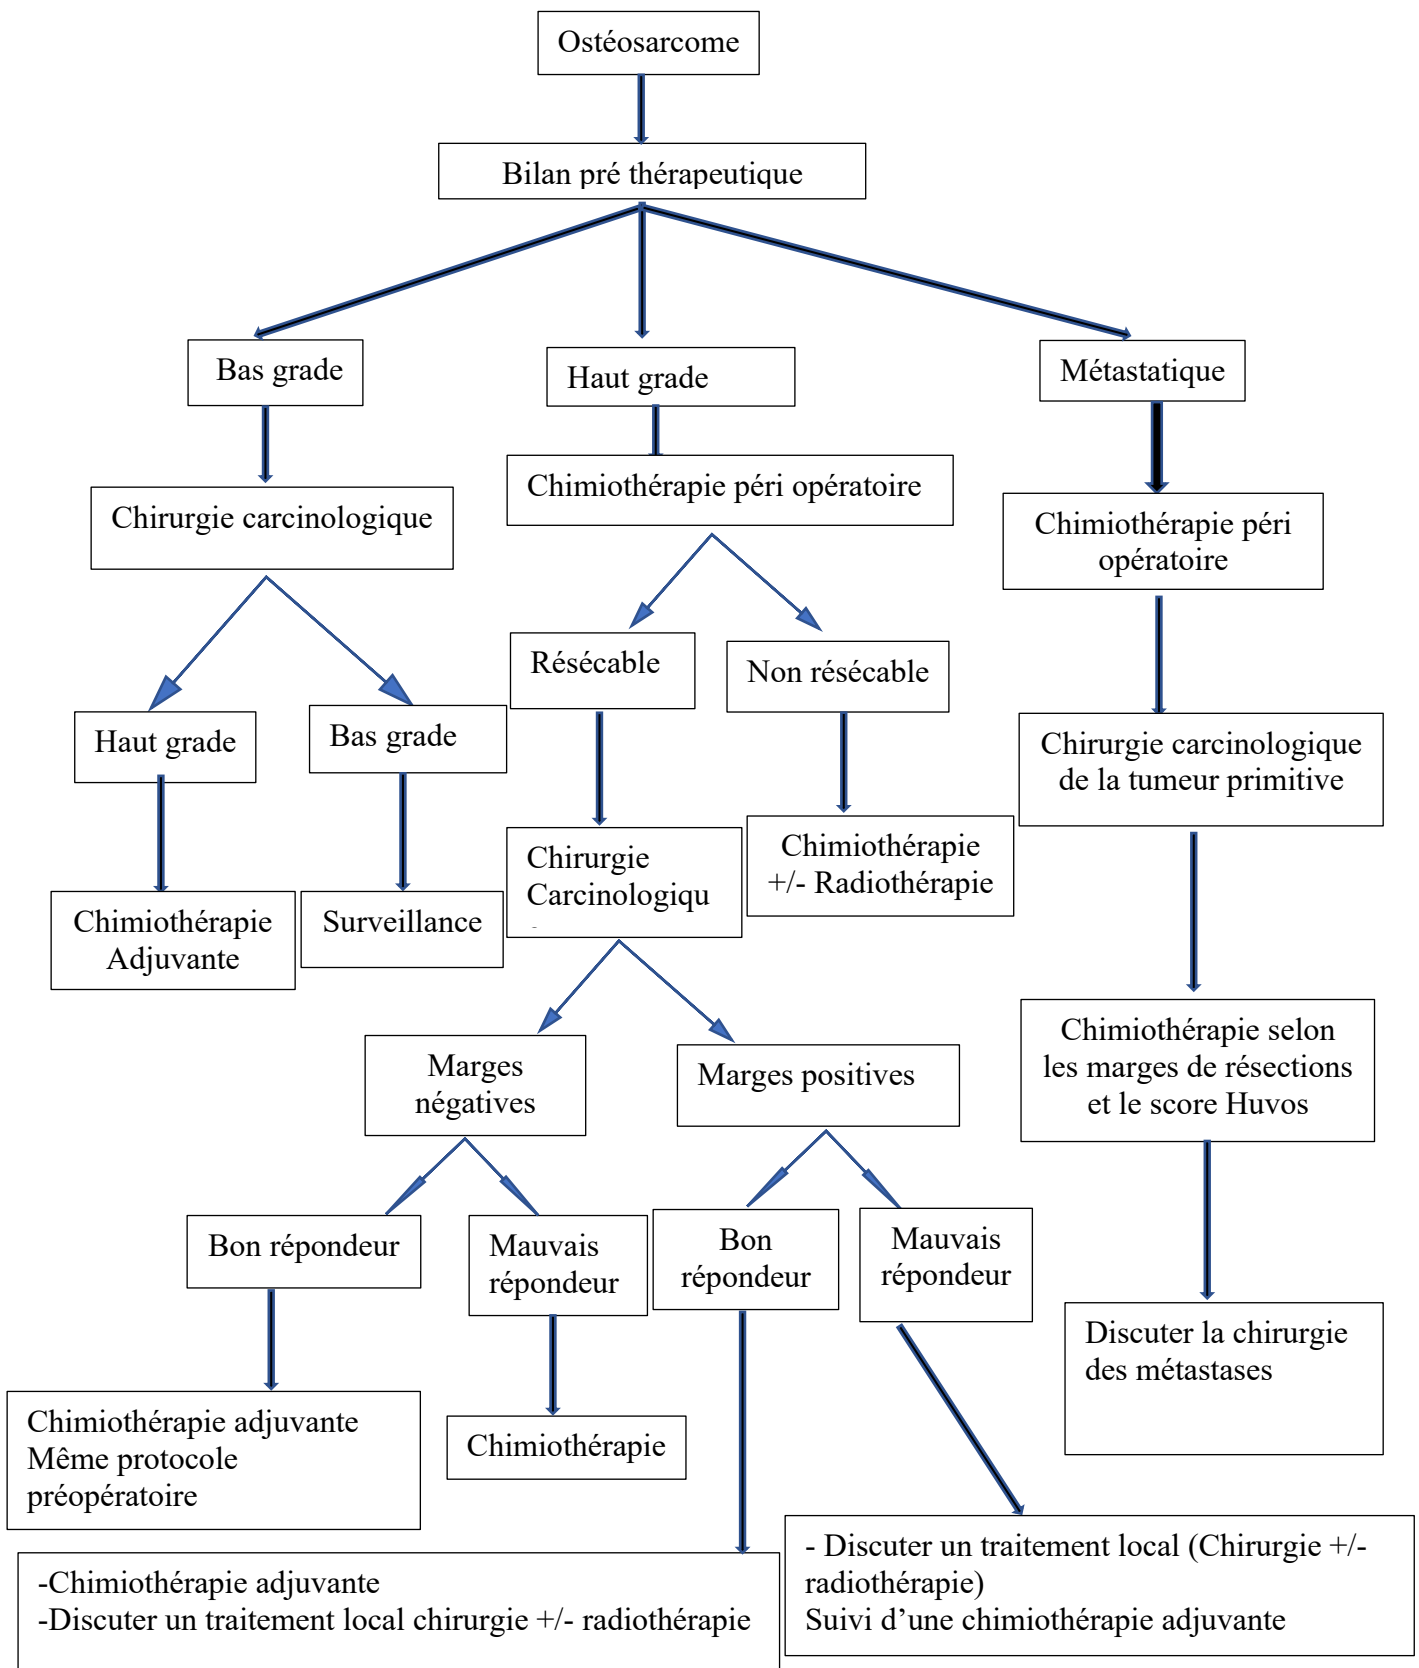 Ostéosarcome
Bilan pré thérapeutique
Bas grade
Haut grade
Métastatique
Chirurgie carcinologique
Chimiothérapie péri opératoire
Chimiothérapie péri
opératoire
Résécable
Non résécable
Haut grade
Bas grade
Chirurgie carcinologique
de la tumeur primitive
Chimiothérapie
Adjuvante
Surveillance
Chirurgie
Carcinologiqu
Chimiothérapie
+/- Radiothérapie
Marges
négatives
Marges positives
Chimiothérapie selon
les marges de résections
et le score Huvos
Bon répondeur
Mauvais
répondeur
Bon
répondeur
Mauvais
répondeur
Discuter la chirurgie
des métastases
Chimiothérapie adjuvante
Même protocole
préopératoire
Chimiothérapie
-Chimiothérapie adjuvante
-Discuter un traitement local chirurgie +/- radiothérapie
- Discuter un traitement local (Chirurgie +/-
radiothérapie)
Suivi d’une chimiothérapie adjuvante